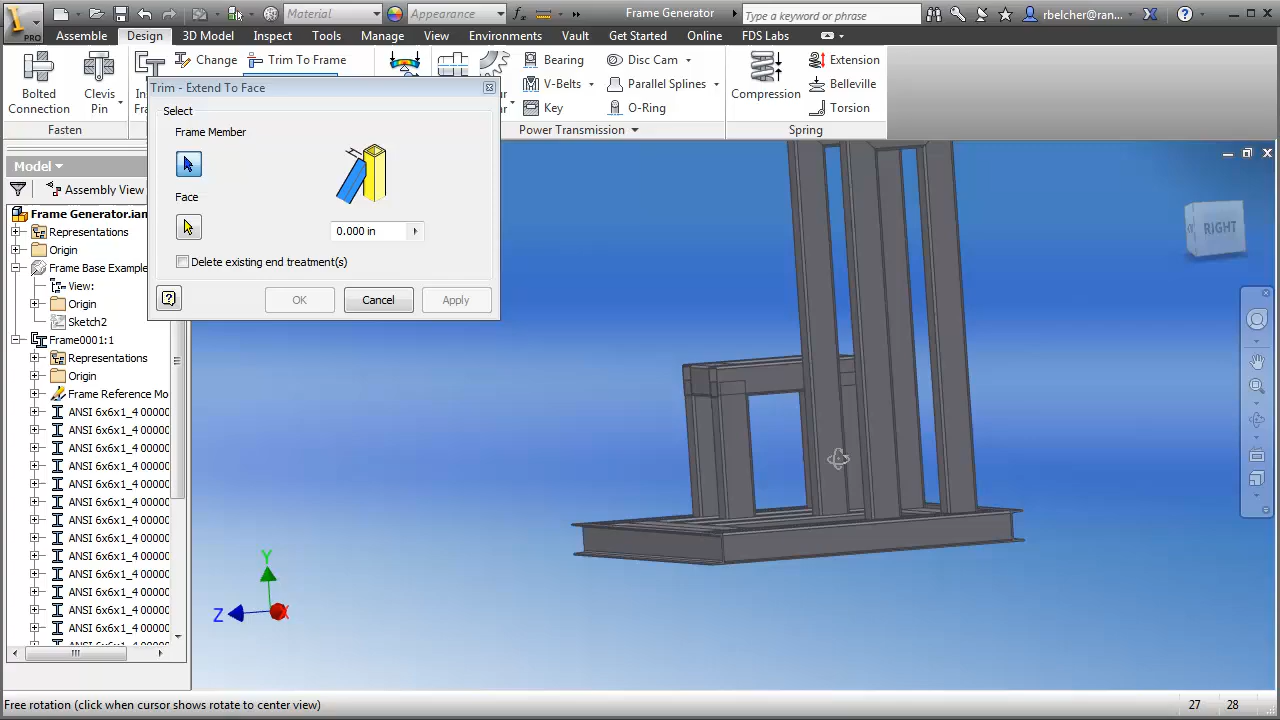 Material
Appearance
Frame Generator
Type a keyword or phrase
rbelcher@ran...
PRO
Assemble
Design
3D Model
Inspect
Tools
Manage
View
Environments
Vault
Get Started
Online
FDS Labs
Bolted Connection
Clevis Pin
Change
Trim To Frame
Bearing
V-Belts
Key
Disc Cam
Parallel Splines
O-Ring
Compression
Extension
Belleville
Torsion
Fasten
Power Transmission
Spring
Trim - Extend To Face
Select
Frame Member
Face
0.000 in
Delete existing end treatment(s)
OK
Cancel
Apply
Model
Assembly View
Frame Generator.iam
Representations
Origin
Frame Base Example
View:
Origin
Sketch2
Frame0001:1
Representations
Origin
Frame Reference Mo
ANSI 6x6x1_4 00000
ANSI 6x6x1_4 00000
ANSI 6x6x1_4 00000
ANSI 6x6x1_4 00000
ANSI 6x6x1_4 00000
ANSI 6x6x1_4 00000
ANSI 6x6x1_4 00000
ANSI 6x6x1_4 00000
ANSI 6x6x1_4 00000
ANSI 6x6x1_4 00000
ANSI 6x6x1_4 00000
ANSI 6x6x1_4 00000
ANSI 6x6x1_4 00000
RIGHT
Y
Z
X
Free rotation (click when cursor shows rotate to center view)
27
28